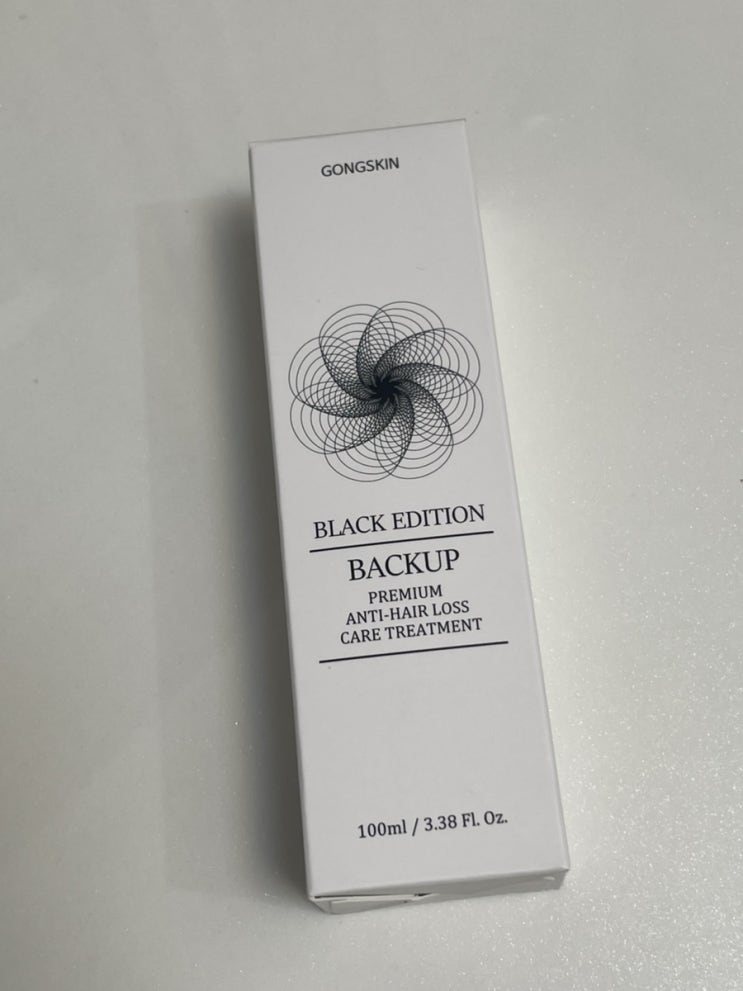 GONGSKIN
BLACK EDITION
BACKUP
PREMIUM
ANTI-HAIR LOSS
CARE TREATMENT
100ml / 3.38 Fl. Oz.